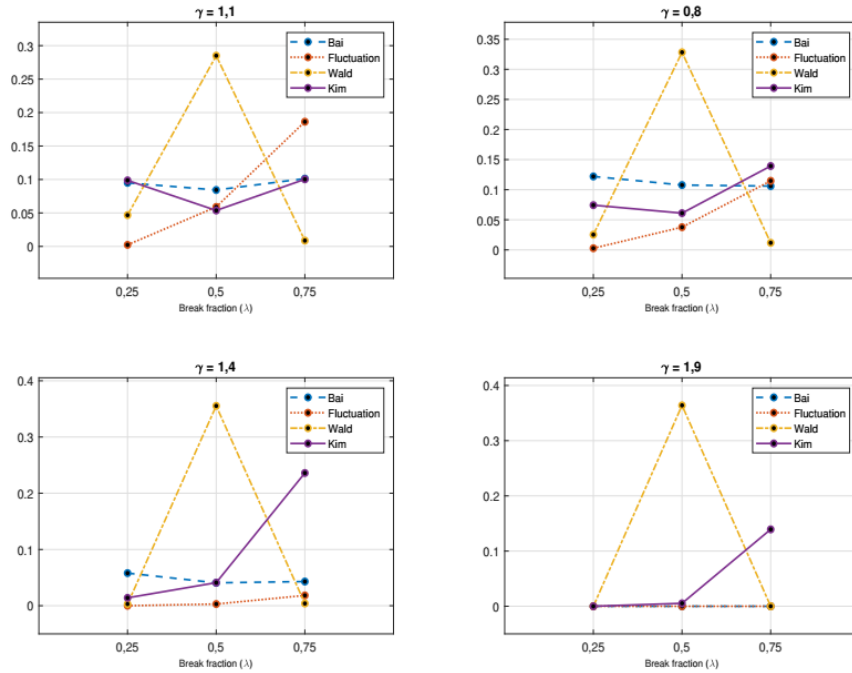 γ = 1,1
0.3
0.25
0.2
0.15
0.1
0.05
0
Bai
Fluctuation
Wald
Kim
0,25 0,5 0,75
Break fraction (λ)
γ = 0,8
0.35
0.3
0.25
0.2
0.15
0.1
0.05
0
Bai
Fluctuation
Wald
Kim
0,25 0,5 0,75
Break fraction (λ)
γ = 1,4
0.4
0.3
0.2
0.1
0
Bai
Fluctuation
Wald
Kim
0,25 0,5 0,75
Break fraction (λ)
γ = 1,9
0.4
0.3
0.2
0.1
0
Bai
Fluctuation
Wald
Kim
0,25 0,5 0,75
Break fraction (λ)